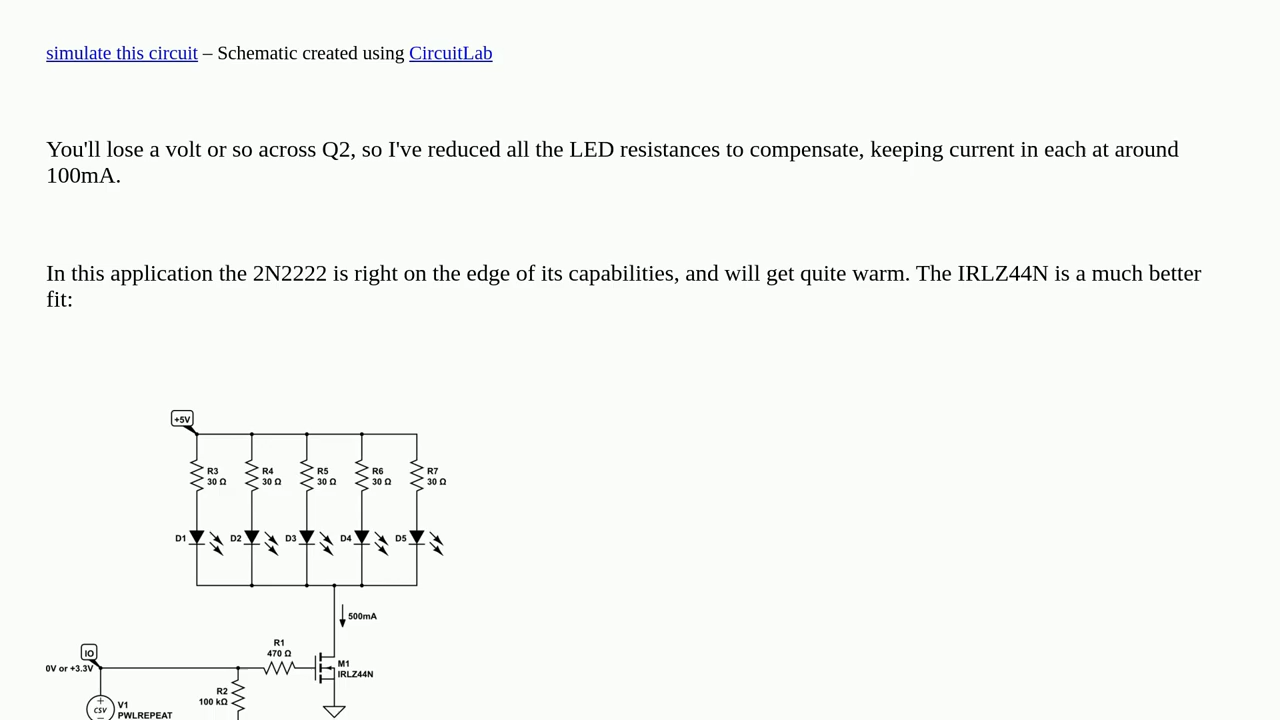 simulate this circuit – Schematic created using CircuitLab
You'll lose a volt or so across Q2, so I've reduced all the LED resistances to compensate, keeping current in each at around
100mA.
In this application the 2N2222 is right on the edge of its capabilities, and will get quite warm. The IRLZ44N is a much better
fit:
+5V
R3 R4 R5 R6 R7
30 Ω 30 Ω 30 Ω 30 Ω 30 Ω
D1 D2 D3 D4 D5
500mA
R1
470 Ω
IO
0V or +3.3V
M1
IRLZ44N
R2
100 kΩ
V1
PWLREPEAT
CSV